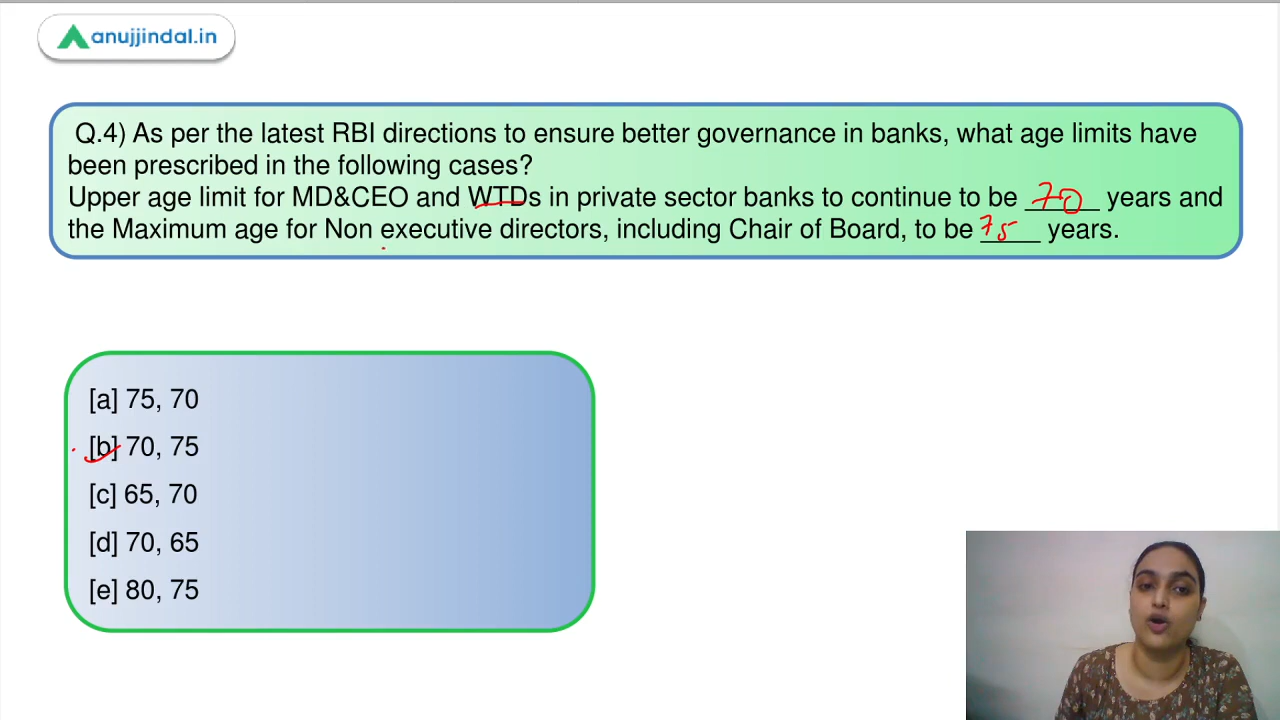 anujjindal.in
Q.4) As per the latest RBI directions to ensure better governance in banks, what age limits have
been prescribed in the following cases?
Upper age limit for MD&CEO and WTDs in private sector banks to continue to be 70 years and
the Maximum age for Non executive directors, including Chair of Board, to be 75 years.
[a] 75, 70
[b] 70, 75
[c] 65, 70
[d] 70, 65
[e] 80, 75